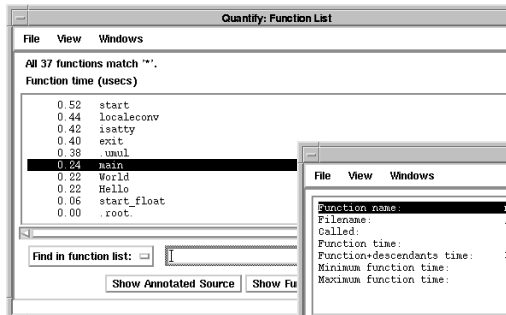 Quantify: Function List
File View Windows
All 37 functions match '*'.
Function time (usecs)
0.52 start
0.44 localeconv
0.42 isatty
0.40 exit
0.38 .umul
0.24 main
0.22 World
0.22 Hello
0.06 start_float
0.00 .root.
Find in function list:
Show Annotated Source Show Fu
File View Windows
Function name:
Filename:
Called:
Function time:
Function+descendants time:
Minimum function time:
Maximum function time: